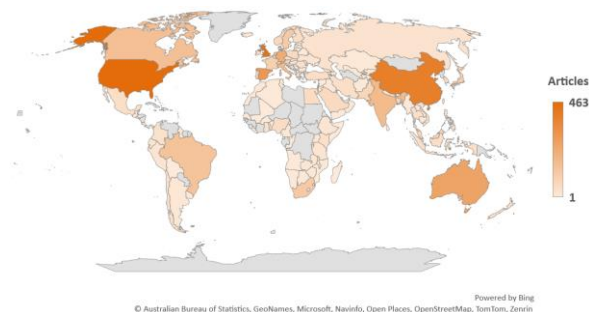 Articles
463
1
Powered by Bing
© Australian Bureau of Statistics, GeoNames, Microsoft, Navinfo, Open Places, OpenStreetMap, TomTom, Zenrin